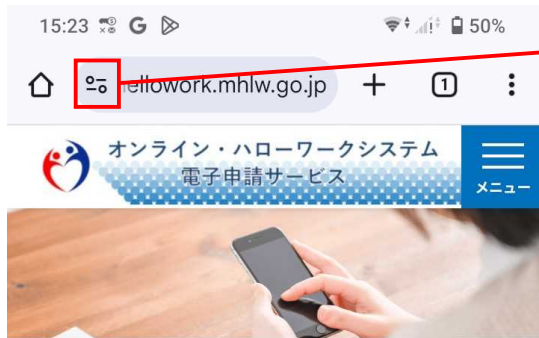 15:23 G 50%
ellowork.mhlw.go.jp 1
オンライン・ハローワークシステム
電子申請サービス
メニュー